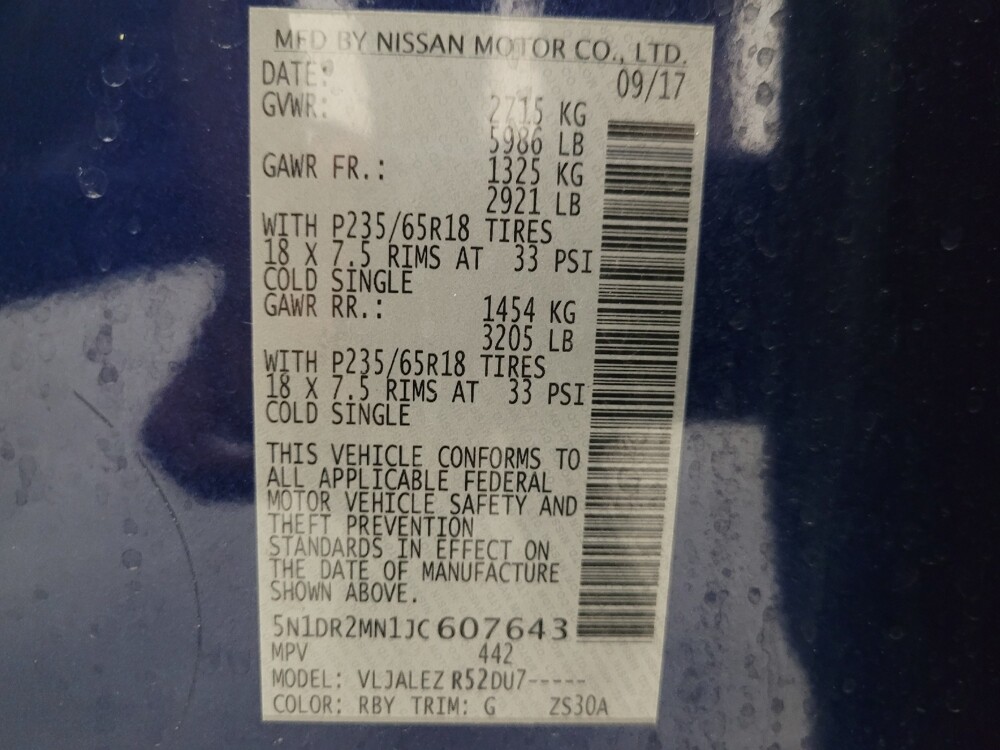 MFD BY NISSAN MOTOR CO., LTD.
DATE: 09/17
GVWR: 2715 KG
5986 LB
GAWR FR.: 1325 KG
2921 LB
WITH P235/65R18 TIRES
18 X 7.5 RIMS AT 33 PSI
COLD SINGLE
GAWR RR.: 1454 KG
3205 LB
WITH P235/65R18 TIRES
18 X 7.5 RIMS AT 33 PSI
COLD SINGLE
THIS VEHICLE CONFORMS TO
ALL APPLICABLE FEDERAL
MOTOR VEHICLE SAFETY AND
THEFT PREVENTION
STANDARDS IN EFFECT ON
THE DATE OF MANUFACTURE
SHOWN ABOVE.
5N1DR2MN1JC607643
MPV 442
MODEL: VLJALEZ R52DU7-----
COLOR: RBY TRIM: G ZS30A